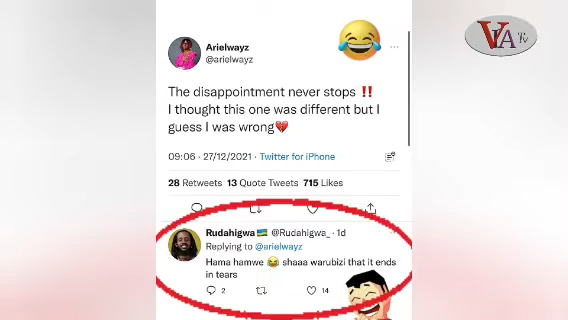 VIA Tv
Arielwayz
@arielwayz
The disappointment never stops ‼️
I thought this one was different but I
guess I was wrong💔
09:06 · 27/12/2021 · Twitter for iPhone
28 Retweets 13 Quote Tweets 715 Likes
Rudahigwa🇷🇼 @Rudahigwa_ · 1d
Replying to @arielwayz
Hama hamwe 😂 shaaa warubizi that it ends
in tears
2 14